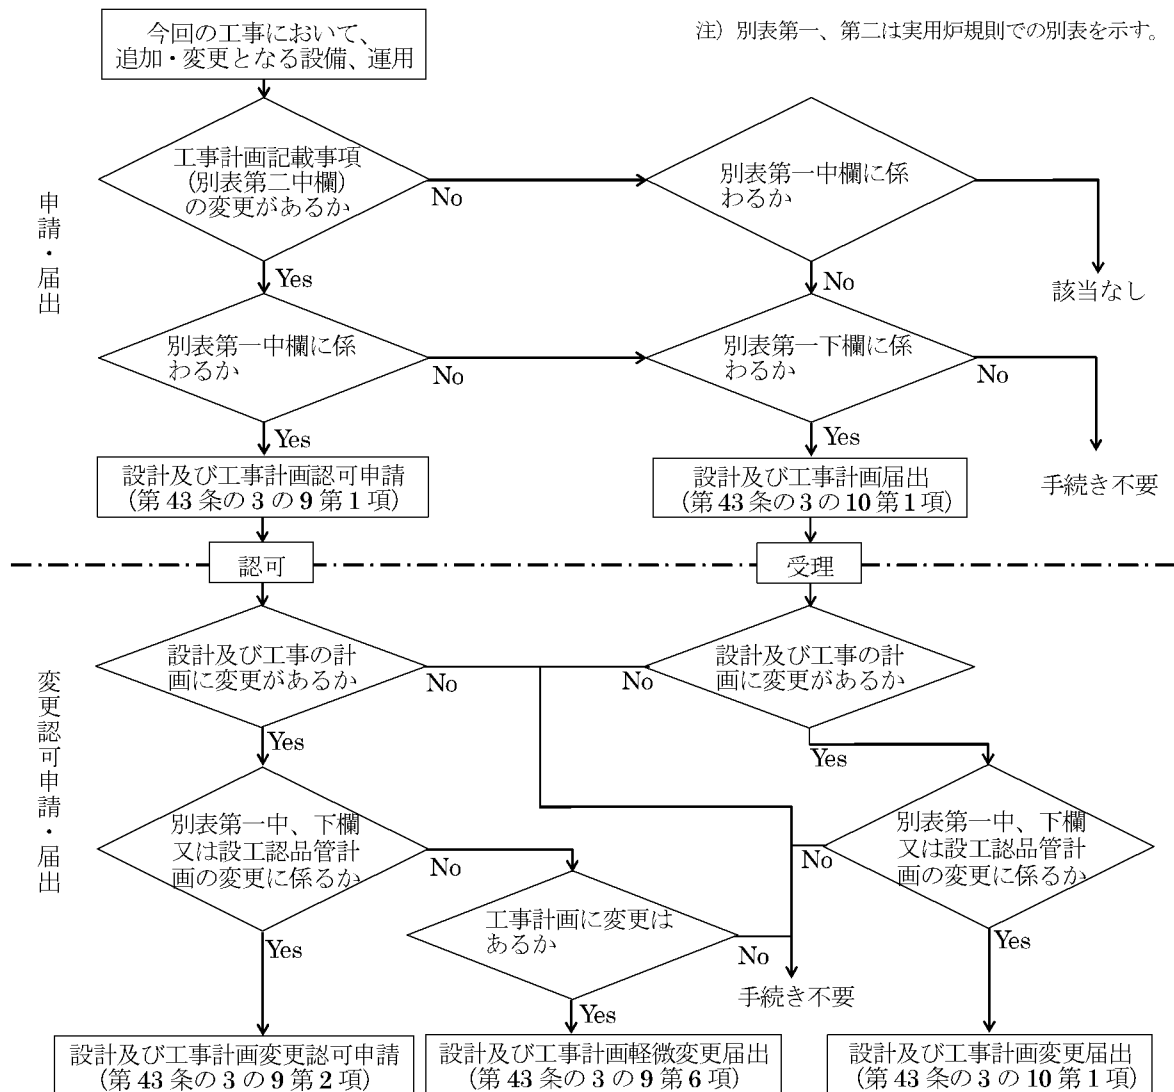 今回の工事において、
追加・変更となる設備、運用
注）別表第一、第二は実用炉規則での別表を示す。
申請・届出
工事計画記載事項
(別表第二中欄)
の変更があるか
No
別表第一中欄に係
わるか
Yes
No
該当なし
別表第一中欄に係
わるか
No
別表第一下欄に係
わるか
No
Yes
Yes
設計及び工事計画認可申請
(第 43 条の 3 の 9 第 1 項)
設計及び工事計画届出
(第 43 条の 3 の 10 第 1 項)
手続き不要
認可
受理
変更認可申請・届出
設計及び工事の計
画に変更があるか
No
No
設計及び工事の計
画に変更があるか
Yes
Yes
別表第一中、下欄
又は設工認品管計
画の変更に係るか
No
No
別表第一中、下欄
又は設工認品管計
画の変更に係るか
工事計画に変更は
あるか
Yes
No
Yes
手続き不要
Yes
設計及び工事計画変更認可申請
(第 43 条の 3 の 9 第 2 項)
設計及び工事計画軽微変更届出
(第 43 条の 3 の 9 第 6 項)
設計及び工事計画変更届出
(第 43 条の 3 の 10 第 1 項)